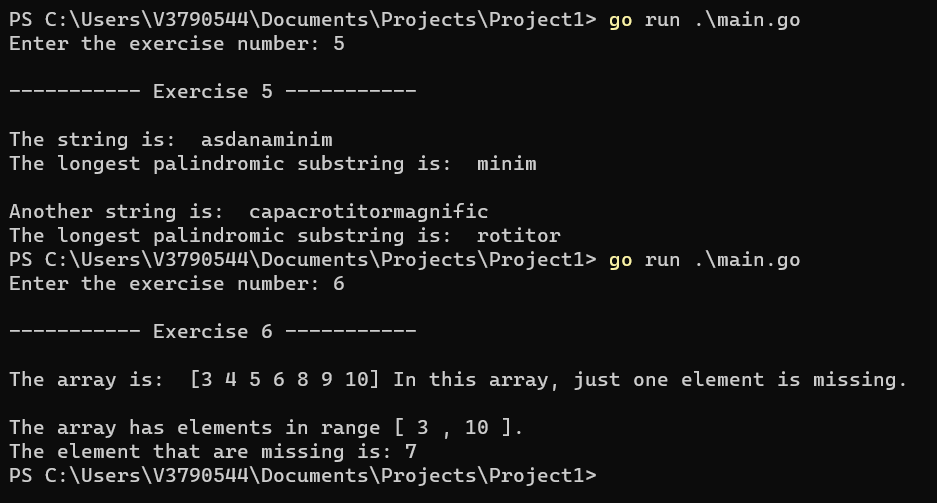 PS C:\Users\V3790544\Documents\Projects\Project1> go run .\main.go
Enter the exercise number: 5
----------- Exercise 5 -----------
The string is:  asdanaminim
The longest palindromic substring is:  minim
Another string is:  capacrotitormagnific
The longest palindromic substring is:  rotitor
PS C:\Users\V3790544\Documents\Projects\Project1> go run .\main.go
Enter the exercise number: 6
----------- Exercise 6 -----------
The array is:  [3 4 5 6 8 9 10] In this array, just one element is missing.
The array has elements in range [ 3 , 10 ].
The element that are missing is: 7
PS C:\Users\V3790544\Documents\Projects\Project1>